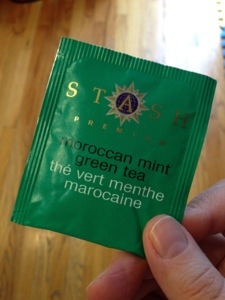 STASH
PREMIUM
moroccan mint
green tea
thé vert menthe
marocaine